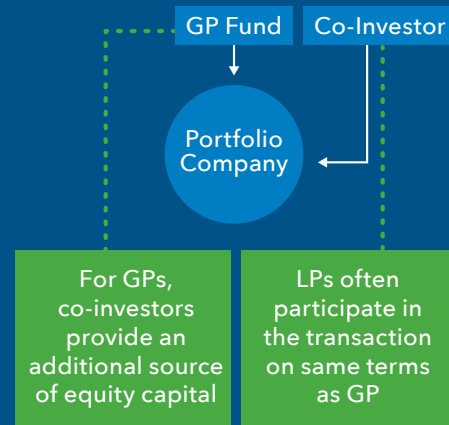 GP Fund
Co-Investor
Portfolio
Company
For GPs,
co-investors
provide an
additional source
of equity capital
LPs often
participate in
the transaction
on same terms
as GP